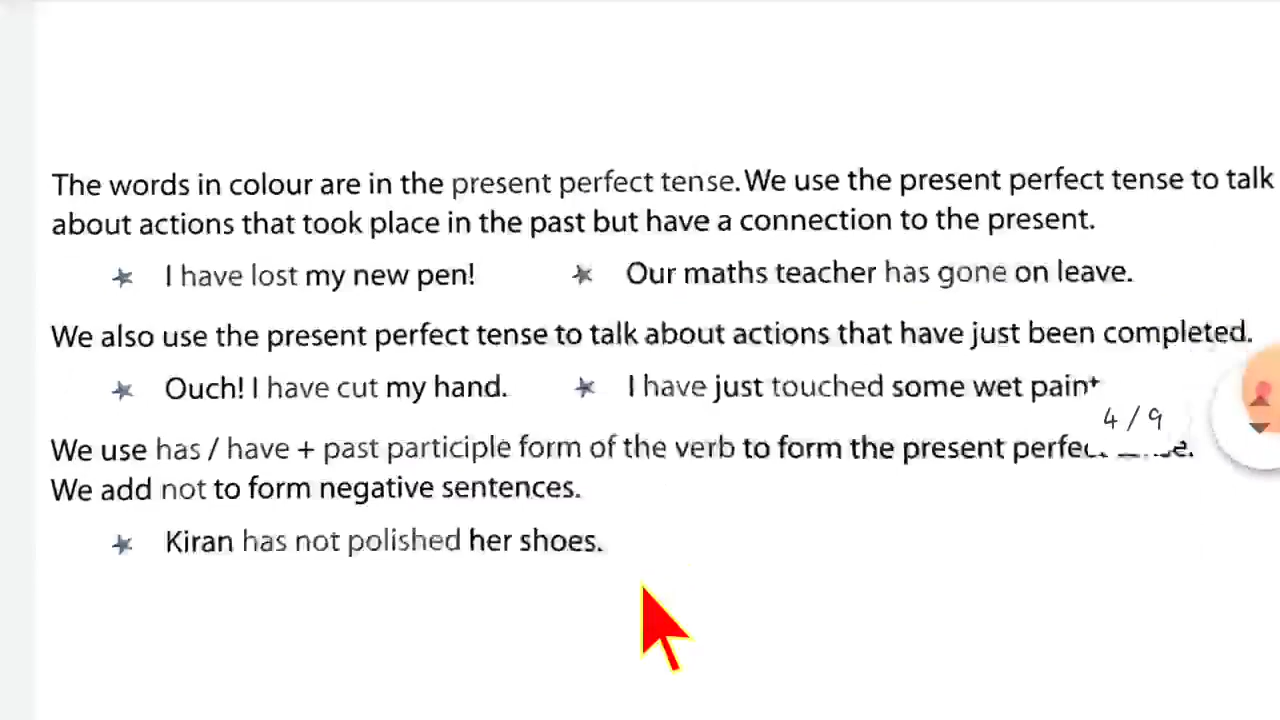 The words in colour are in the present perfect tense. We use the present perfect tense to talk
about actions that took place in the past but have a connection to the present.
I have lost my new pen! Our maths teacher has gone on leave.
We also use the present perfect tense to talk about actions that have just been completed.
Ouch! I have cut my hand. I have just touched some wet paint
4 / 9
We use has / have + past participle form of the verb to form the present
We add not to form negative sentences.
Kiran has not polished her shoes.